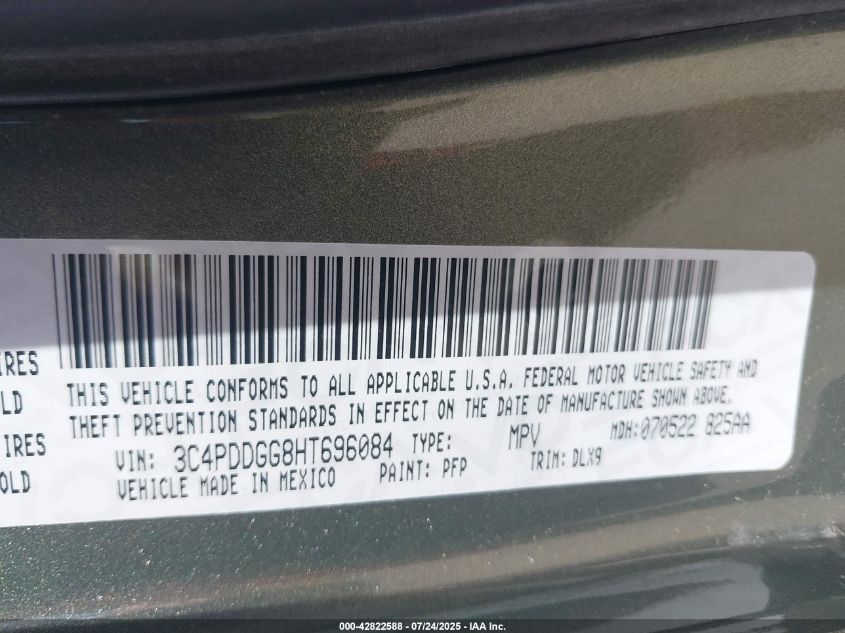 THIS VEHICLE CONFORMS TO ALL APPLICABLE U.S.A. FEDERAL MOTOR VEHICLE SAFETY AND
THEFT PREVENTION STANDARDS IN EFFECT ON THE DATE OF MANUFACTURE SHOWN ABOVE.
VIN: 3C4PDDGG8HT696084 TYPE: MPV MDH: 070522 825AA
VEHICLE MADE IN MEXICO PAINT: PFP TRIM: DLX9
IRES
OLD
IRES
OLD
000-42822588 - 07/24/2025 - IAA Inc.